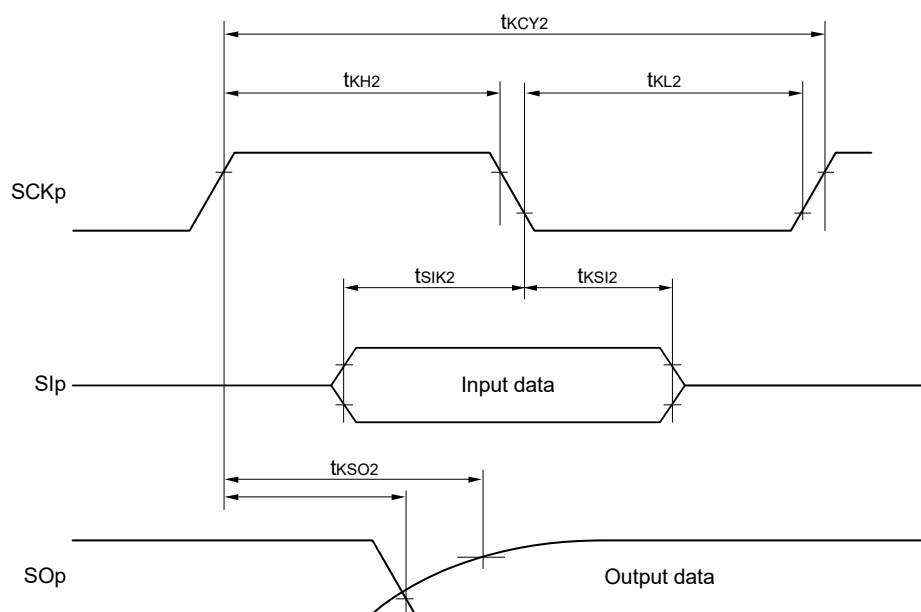 tKCY2
tKH2
tKL2
SCKp
tSIK2
tKSI2
SIp
Input data
tKSO2
SOp
Output data